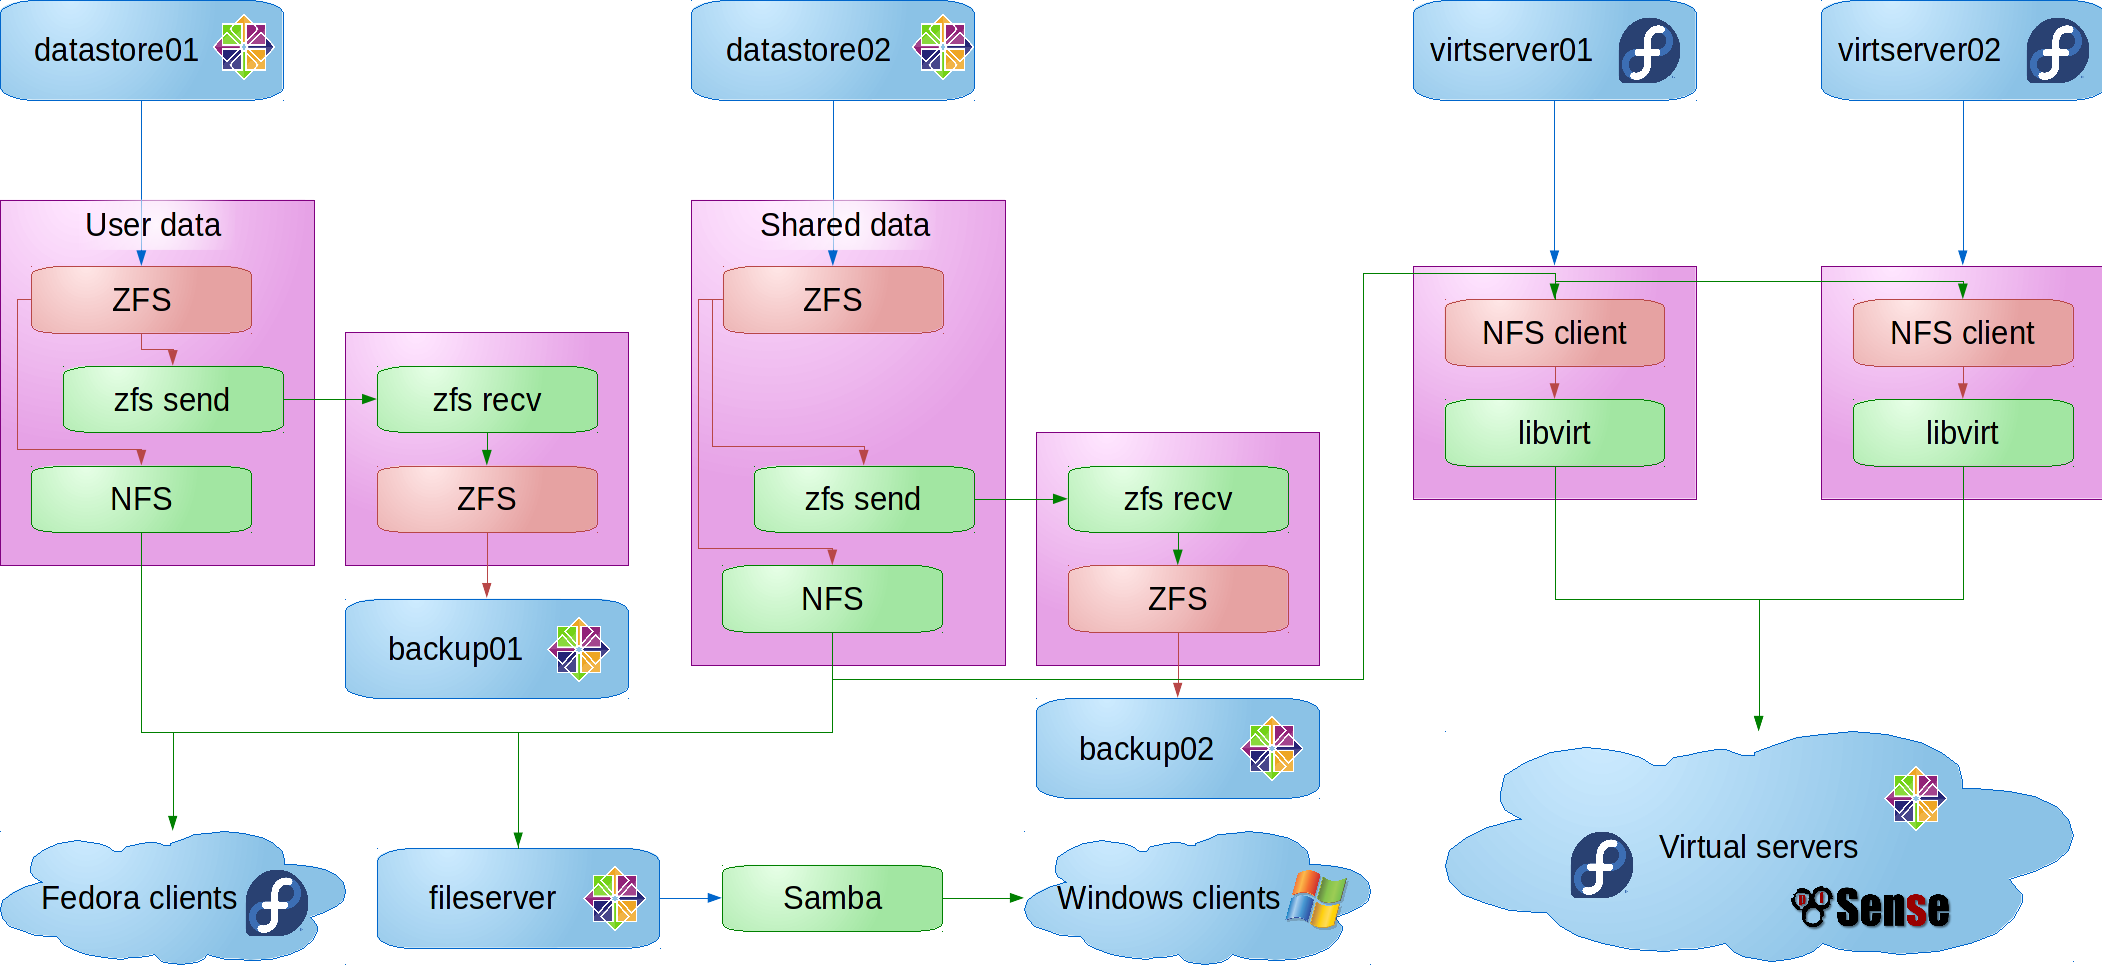 datastore01
datastore02
virtserver01
virtserver02
User data
Shared data
ZFS
ZFS
NFS client
NFS client
zfs send
zfs recv
libvirt
libvirt
NFS
ZFS
zfs send
zfs recv
NFS
ZFS
backup01
backup02
Virtual servers
Fedora clients
fileserver
Samba
Windows clients
pf
Sense